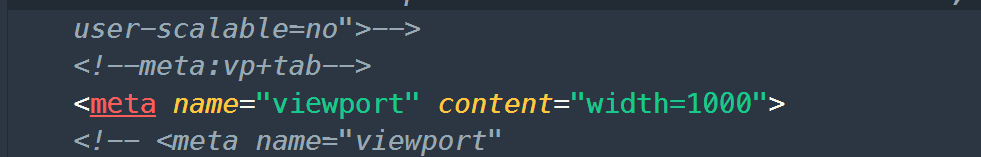 user-scalable=no">-->
<!--meta:vp+tab-->
<meta name="viewport" content="width=1000">
<!-- <meta name="viewport"